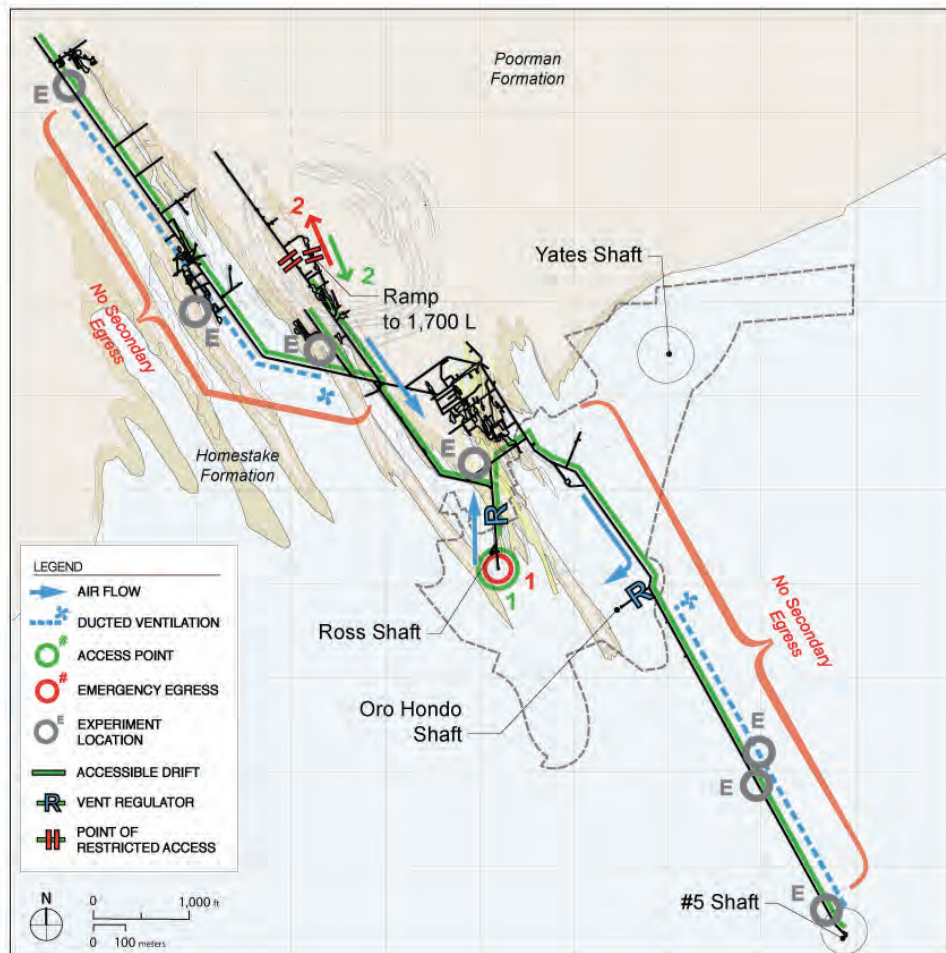 Poorman
Formation
E
2
2
Yates Shaft
Ramp
to 1,700 L
No Secondary
Egress
E
E
Homestake
Formation
E
R
1
1
Ross Shaft
R
No Secondary
Egress
Oro Hondo
Shaft
E
E
E
#5 Shaft
LEGEND
AIR FLOW
DUCTED VENTILATION
# ACCESS POINT
# EMERGENCY EGRESS
E EXPERIMENT
LOCATION
ACCESSIBLE DRIFT
R VENT REGULATOR
POINT OF
RESTRICTED ACCESS
N
0 1,000 ft
0 100 meters